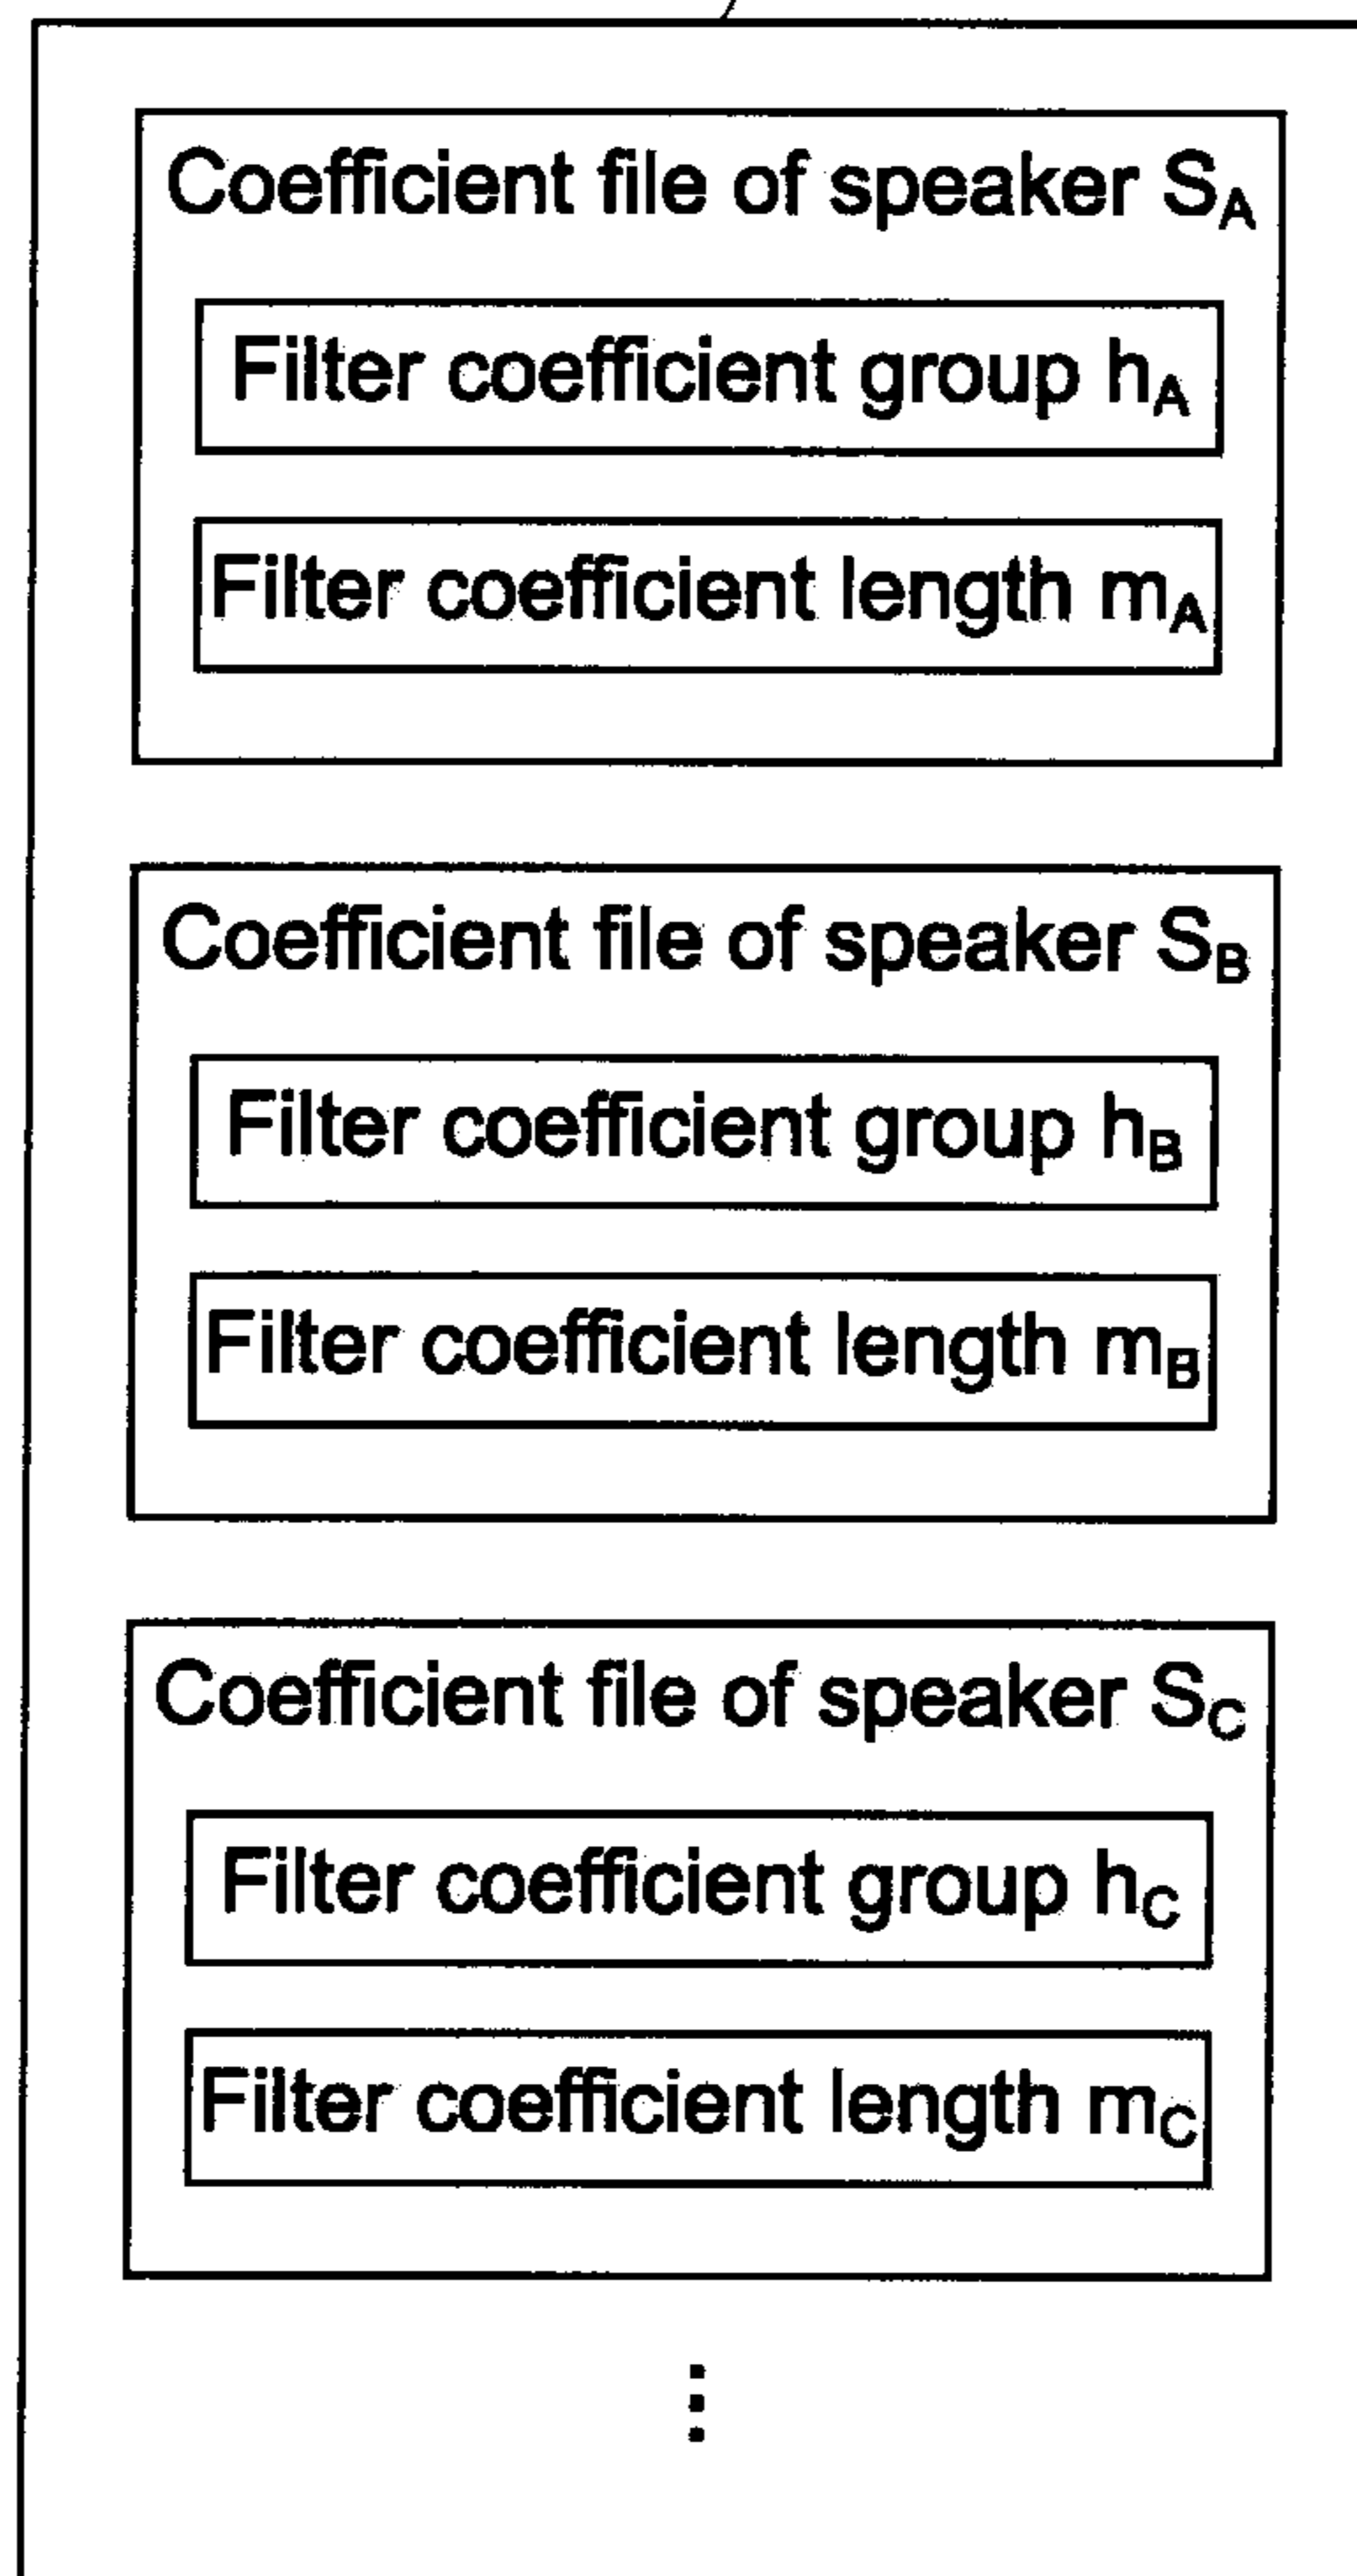 Coefficient file of speaker S_A
Filter coefficient group h_A
Filter coefficient length m_A
Coefficient file of speaker S_B
Filter coefficient group h_B
Filter coefficient length m_B
Coefficient file of speaker S_C
Filter coefficient group h_C
Filter coefficient length m_C
⋮